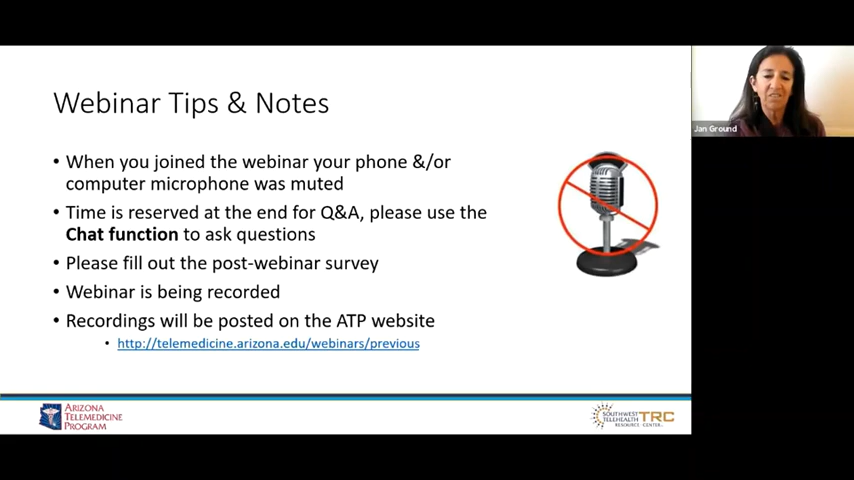 Webinar Tips & Notes
• When you joined the webinar your phone &/or
computer microphone was muted
• Time is reserved at the end for Q&A, please use the
Chat function to ask questions
• Please fill out the post-webinar survey
• Webinar is being recorded
• Recordings will be posted on the ATP website
• http://telemedicine.arizona.edu/webinars/previous
Jan Ground
ARIZONA
TELEMEDICINE
PROGRAM
SOUTHWEST
TELEHEALTH
RESOURCE CENTER
TRC